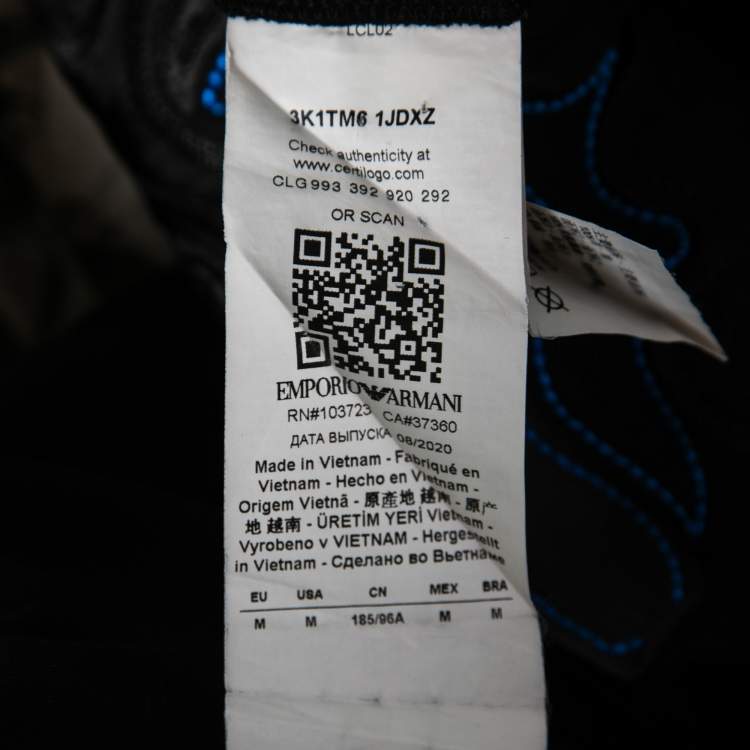 LCL02
3K1TM6 1JDXZ
Check authenticity at
www.certilogo.com
CLG 993 392 920 292
OR SCAN
EMPORIO ARMANI
RN#103723 CA#37360
ДАТА ВЫПУСКА 08/2020
Made in Vietnam - Fabriqué en
Vietnam - Hecho en Vietnam -
Origem Vietnã - 原產地 越南 - 原
地 越南 - ÜRETİM YERİ Vietnam -
Vyrobeno v VIETNAM - Hergestellt
in Vietnam - Сделано во Вьетнаме
EU USA CN MEX BRA
M M 185/96A M M